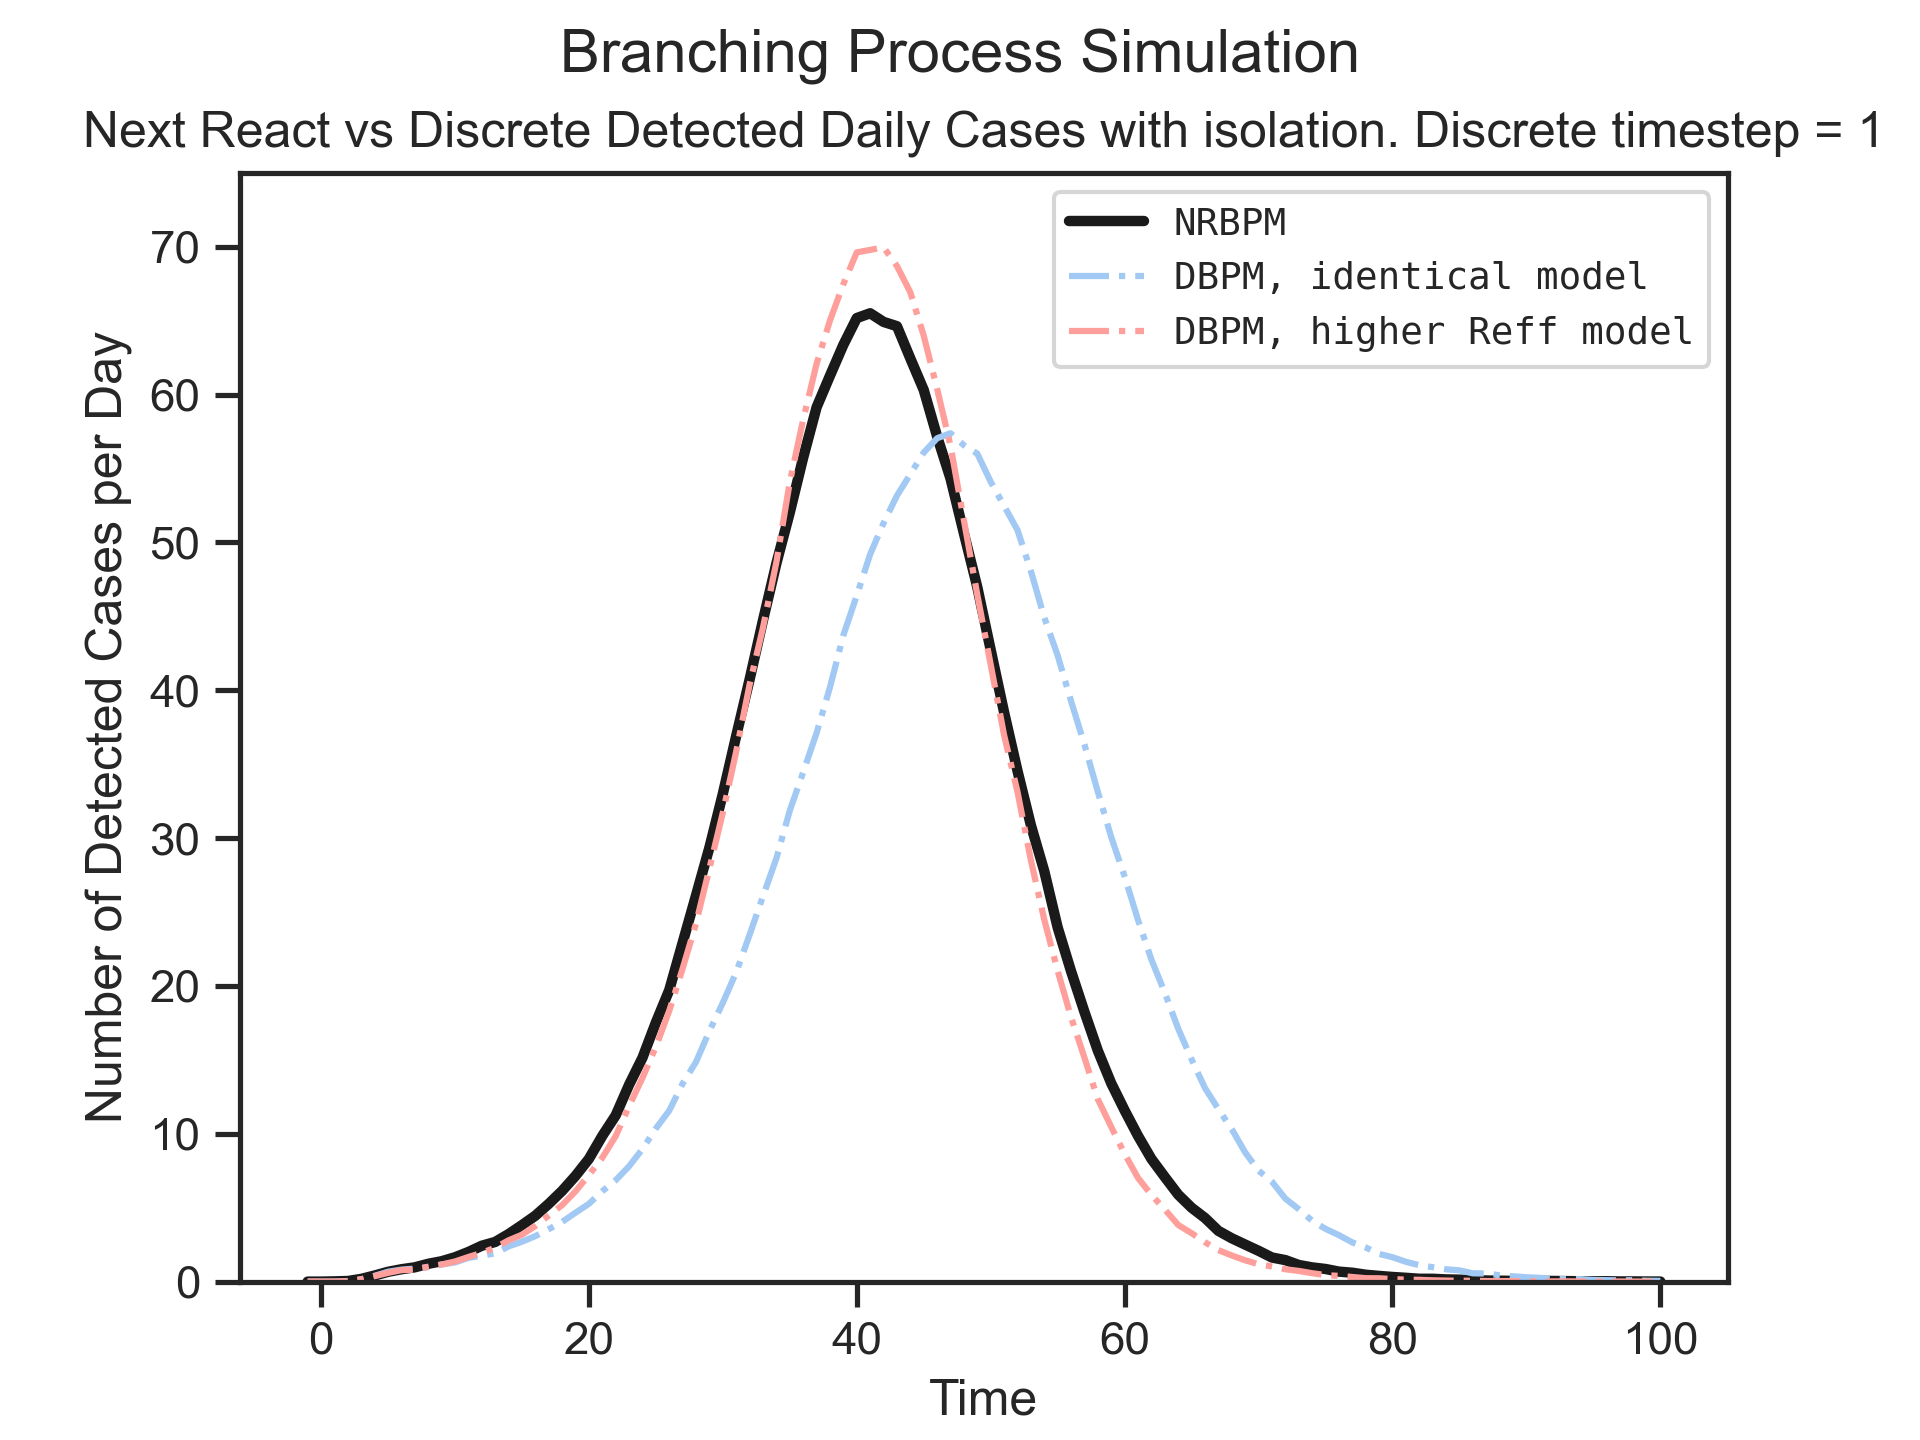 Branching Process Simulation
Next React vs Discrete Detected Daily Cases with isolation. Discrete timestep = 1
NRBPM
DBPM, identical model
DBPM, higher Reff model
Number of Detected Cases per Day
70
60
50
40
30
20
10
0
0 20 40 60 80 100
Time